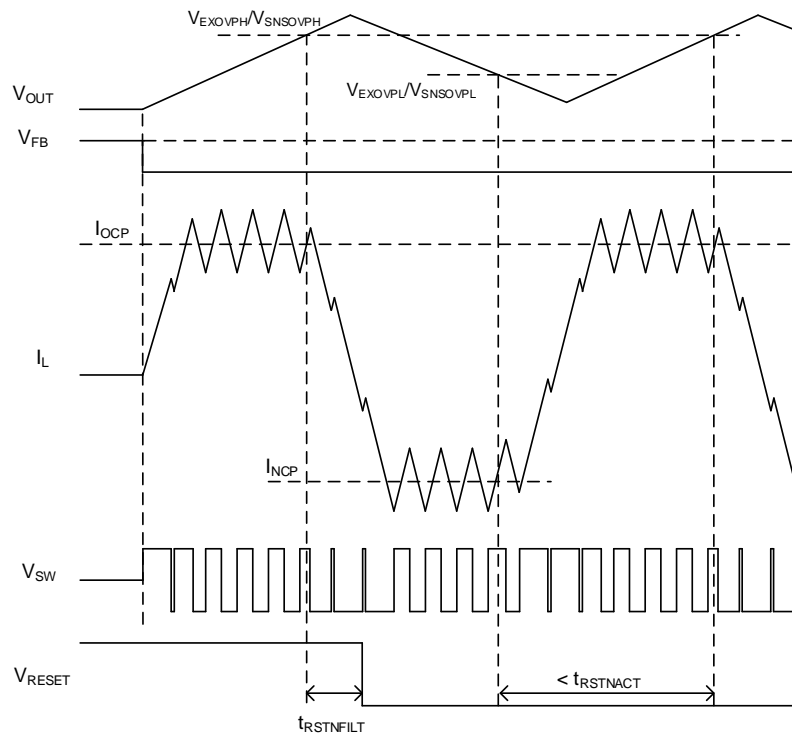 VEXOVPH/VSNSOVPH
VEXOVPL/VSNSOVPL
VOUT
VFB
IOCP
IL
INCP
VSW
VRESET
< tRSTNACT
tRSTNFILT